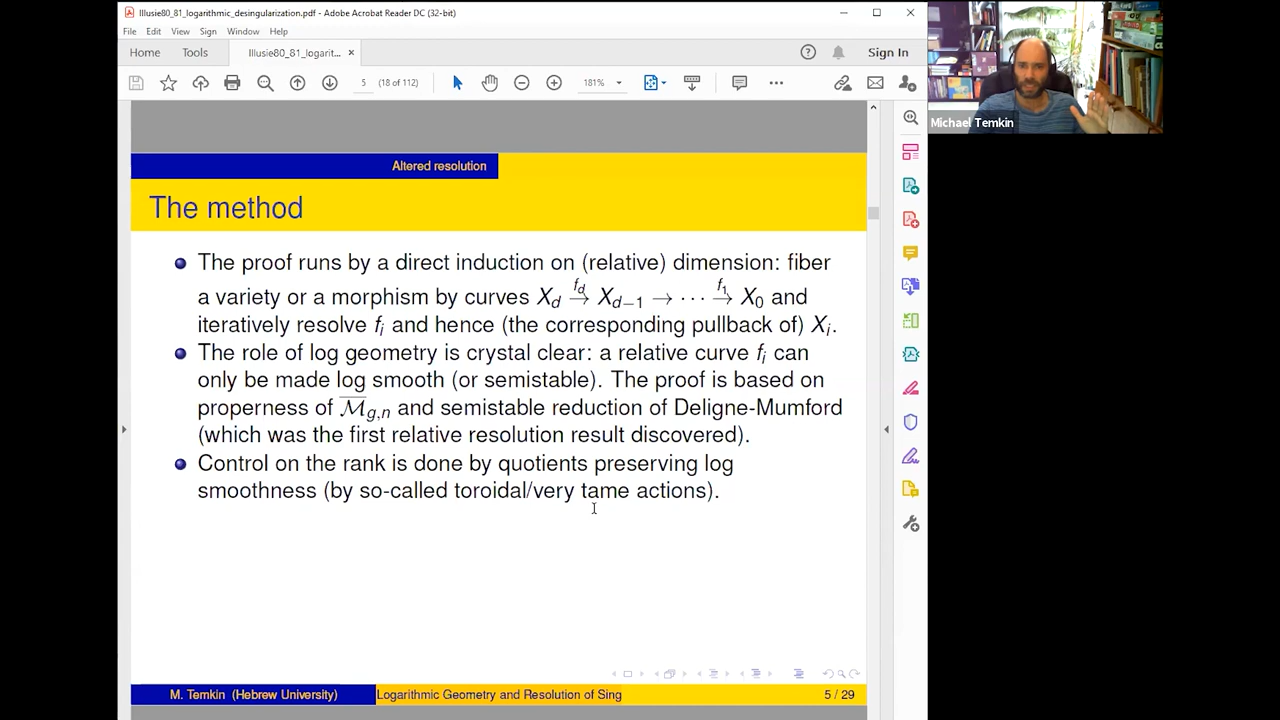 Illusie80_81_logarithmic_desingularization.pdf - Adobe Acrobat Reader DC (32-bit)
File Edit View Sign Window Help
Home Tools Illusie80_81_logarit... × Sign In
5 (18 of 112) 181%
Michael Temkin
Altered resolution
The method
The proof runs by a direct induction on (relative) dimension: fiber
a variety or a morphism by curves X_d →^{f_d} X_{d−1} → ⋯ →^{f_1} X_0 and
iteratively resolve f_i and hence (the corresponding pullback of) X_i.
The role of log geometry is crystal clear: a relative curve f_i can
only be made log smooth (or semistable). The proof is based on
properness of \overline{M}_{g,n} and semistable reduction of Deligne-Mumford
(which was the first relative resolution result discovered).
Control on the rank is done by quotients preserving log
smoothness (by so-called toroidal/very tame actions).
M. Temkin (Hebrew University) Logarithmic Geometry and Resolution of Sing 5 / 29